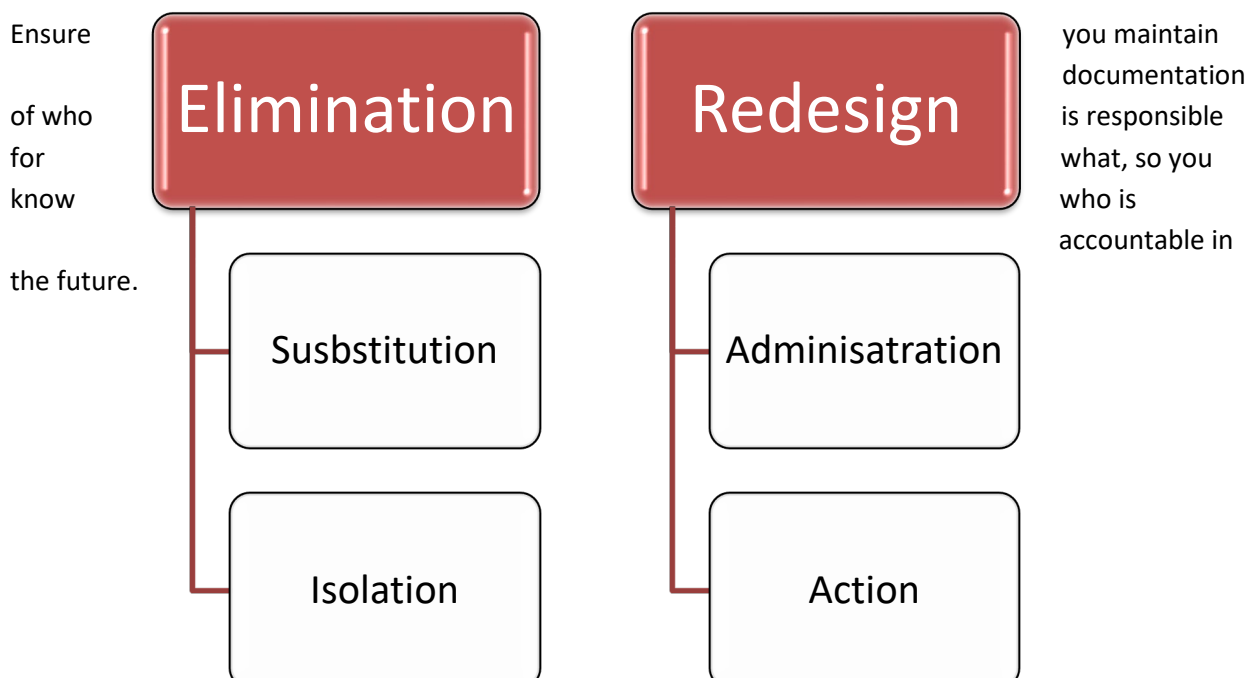 Ensure you maintain
documentation
of who is responsible
for what, so you
know who is
accountable in
the future.
Elimination
Susbstitution
Isolation
Redesign
Adminisatration
Action